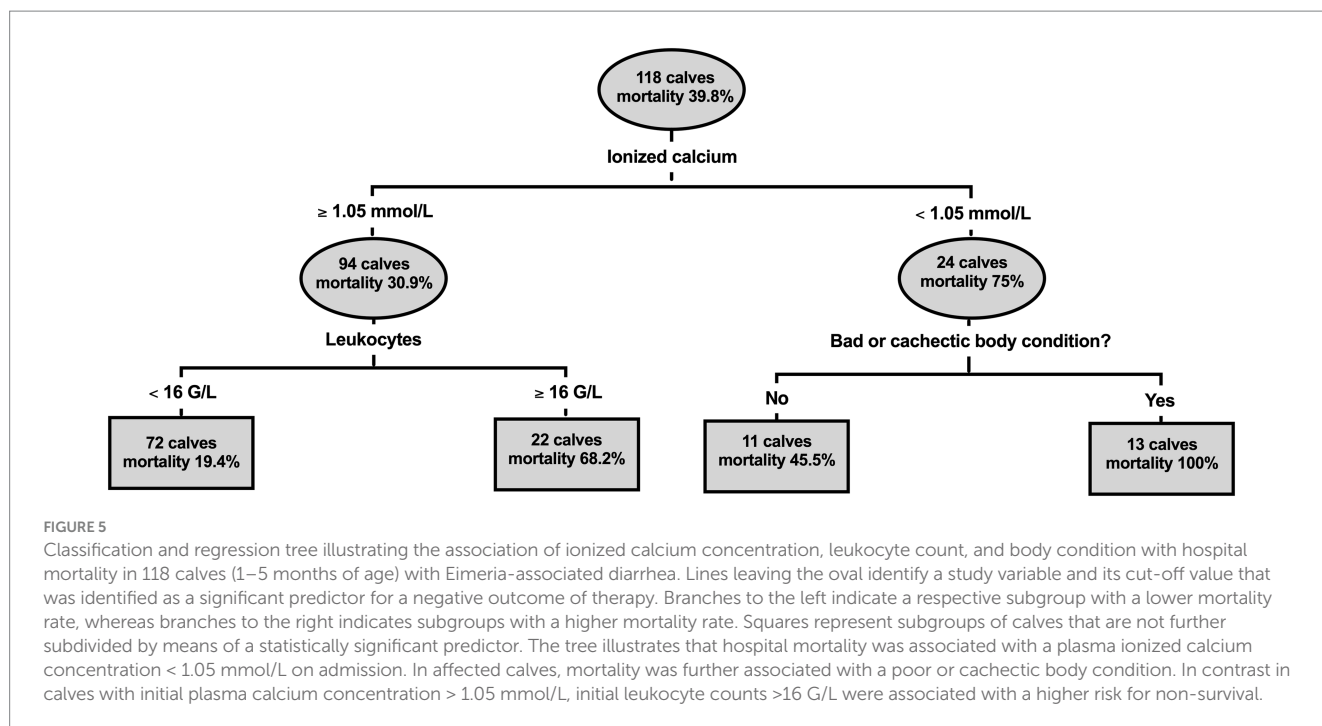 118 calves
mortality 39.8%
Ionized calcium
≥ 1.05 mmol/L
< 1.05 mmol/L
94 calves
mortality 30.9%
24 calves
mortality 75%
Leukocytes
Bad or cachectic body condition?
< 16 G/L
≥ 16 G/L
No
Yes
72 calves
mortality 19.4%
22 calves
mortality 68.2%
11 calves
mortality 45.5%
13 calves
mortality 100%
FIGURE 5
Classification and regression tree illustrating the association of ionized calcium concentration, leukocyte count, and body condition with hospital
mortality in 118 calves (1–5 months of age) with Eimeria-associated diarrhea. Lines leaving the oval identify a study variable and its cut-off value that
was identified as a significant predictor for a negative outcome of therapy. Branches to the left indicate a respective subgroup with a lower mortality
rate, whereas branches to the right indicates subgroups with a higher mortality rate. Squares represent subgroups of calves that are not further
subdivided by means of a statistically significant predictor. The tree illustrates that hospital mortality was associated with a plasma ionized calcium
concentration < 1.05 mmol/L on admission. In affected calves, mortality was further associated with a poor or cachectic body condition. In contrast in
calves with initial plasma calcium concentration > 1.05 mmol/L, initial leukocyte counts >16 G/L were associated with a higher risk for non-survival.